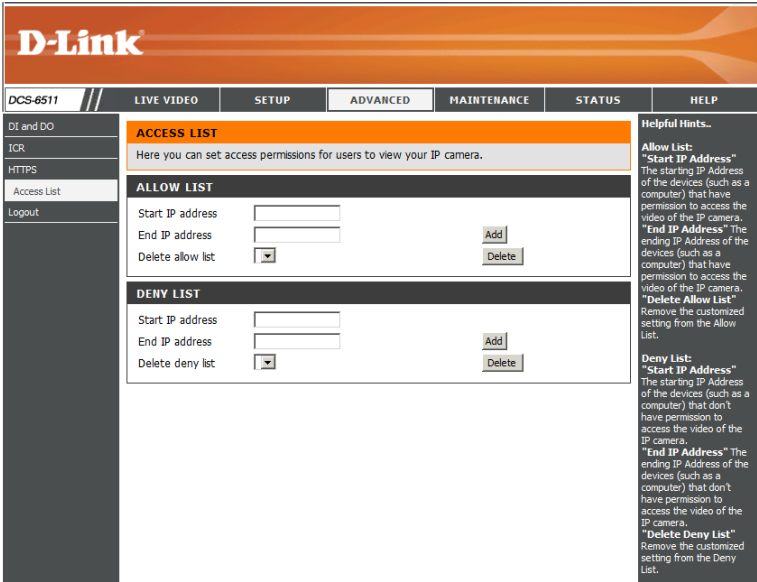 D-Link
DCS-6511
LIVE VIDEO
SETUP
ADVANCED
MAINTENANCE
STATUS
HELP
DI and DO
ICR
HTTPS
Access List
Logout
ACCESS LIST
Here you can set access permissions for users to view your IP camera.
ALLOW LIST
Start IP address
End IP address
Add
Delete allow list
Delete
DENY LIST
Start IP address
End IP address
Add
Delete deny list
Delete
Helpful Hints..
Allow List:
"Start IP Address"
The starting IP Address
of the devices (such as a
computer) that have
permission to access the
video of the IP camera.
"End IP Address" The
ending IP Address of the
devices (such as a
computer) that have
permission to access the
video of the IP camera.
"Delete Allow List"
Remove the customized
setting from the Allow
List.
Deny List:
"Start IP Address"
The starting IP Address
of the devices (such as a
computer) that don't
have permission to
access the video of the
IP camera.
"End IP Address" The
ending IP Address of the
devices (such as a
computer) that don't
have permission to
access the video of the
IP camera.
"Delete Deny List"
Remove the customized
setting from the Deny
List.